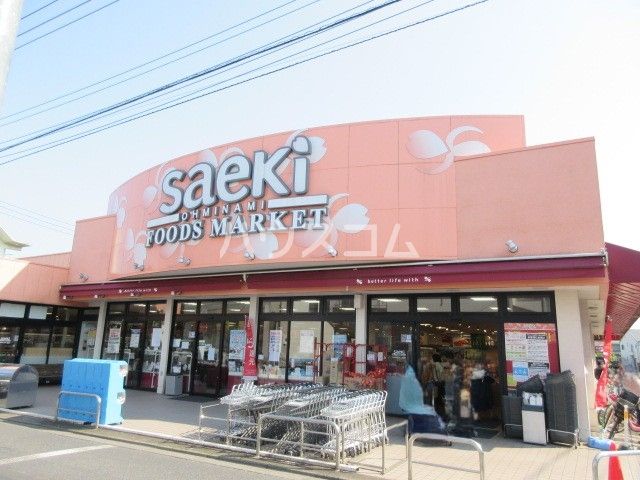 saeki
OHMINAMI
FOODS MARKET
ハウスコム
better life with
better life with